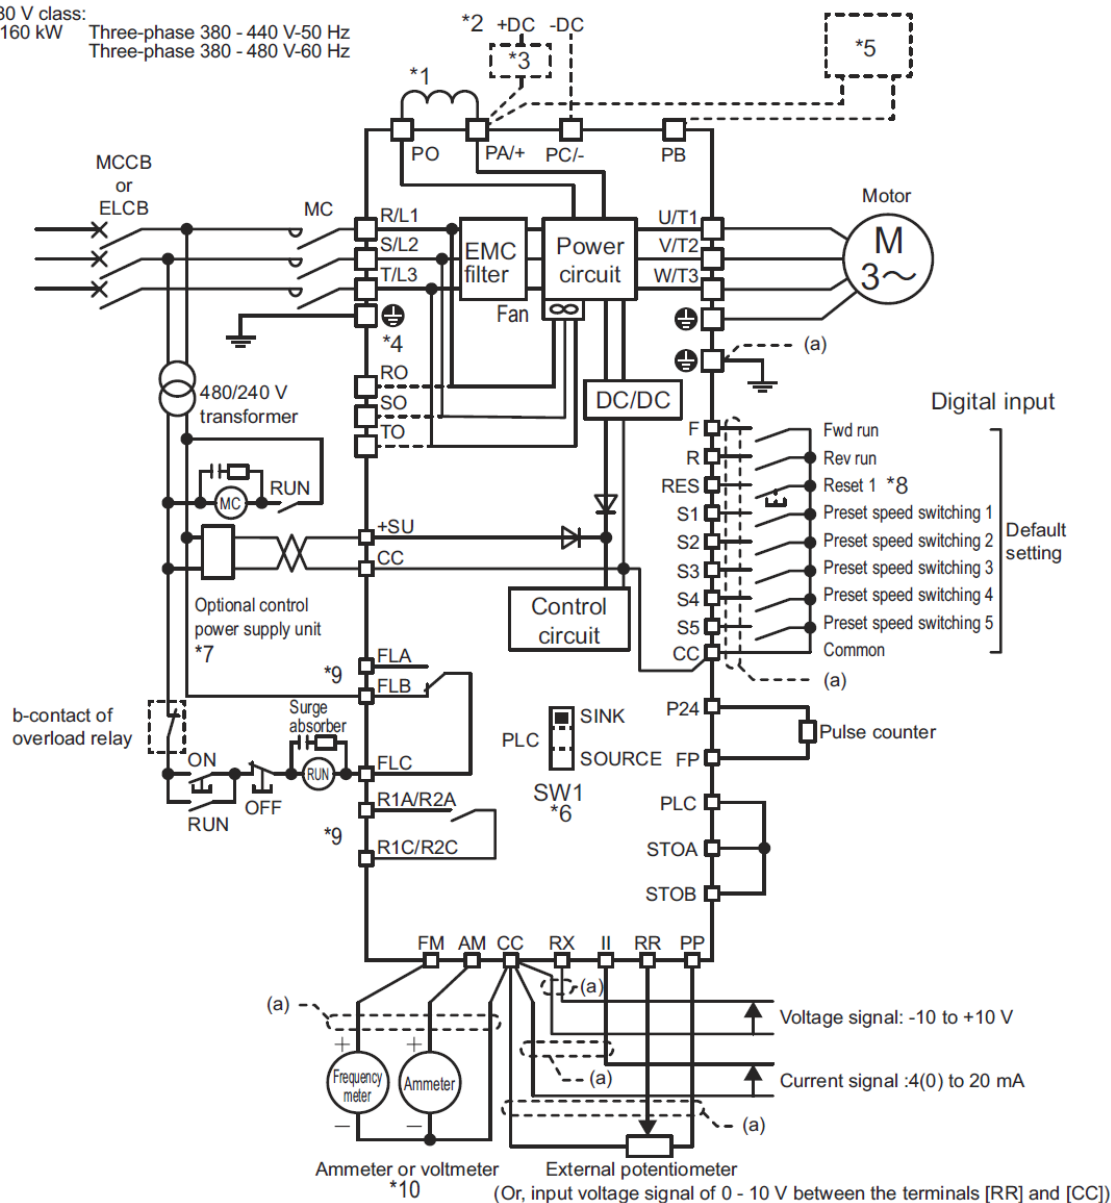 30 V class:
160 kW Three-phase 380 - 440 V-50 Hz
Three-phase 380 - 480 V-60 Hz
*2 +DC -DC
*3
*5
*1
PO PA/+ PC/- PB
MCCB
or
ELCB
MC
Motor
R/L1
S/L2
T/L3
EMC
filter
Power
circuit
U/T1
V/T2
W/T3
M
3～
Fan
*4
(a)
RO
SO
TO
480/240 V
transformer
DC/DC
Digital input
MC
RUN
F Fwd run
R Rev run
RES Reset 1 *8
S1 Preset speed switching 1
S2 Preset speed switching 2
S3 Preset speed switching 3
S4 Preset speed switching 4
S5 Preset speed switching 5
CC Common
Default
setting
(a)
+SU
CC
Control
circuit
Optional control
power supply unit
*7
*9
FLA
FLB
FLC
b-contact of
overload relay
Surge
absorber
ON
RUN
OFF
RUN
*9
R1A/R2A
R1C/R2C
PLC
SINK
SOURCE
SW1
*6
P24
FP
Pulse counter
PLC
STOA
STOB
FM AM CC RX II RR PP
(a)
(a)
Voltage signal: -10 to +10 V
+
+
(a)
Current signal :4(0) to 20 mA
Frequency
meter
Ammeter
−
−
(a)
Ammeter or voltmeter
*10
External potentiometer
(Or, input voltage signal of 0 - 10 V between the terminals [RR] and [CC])